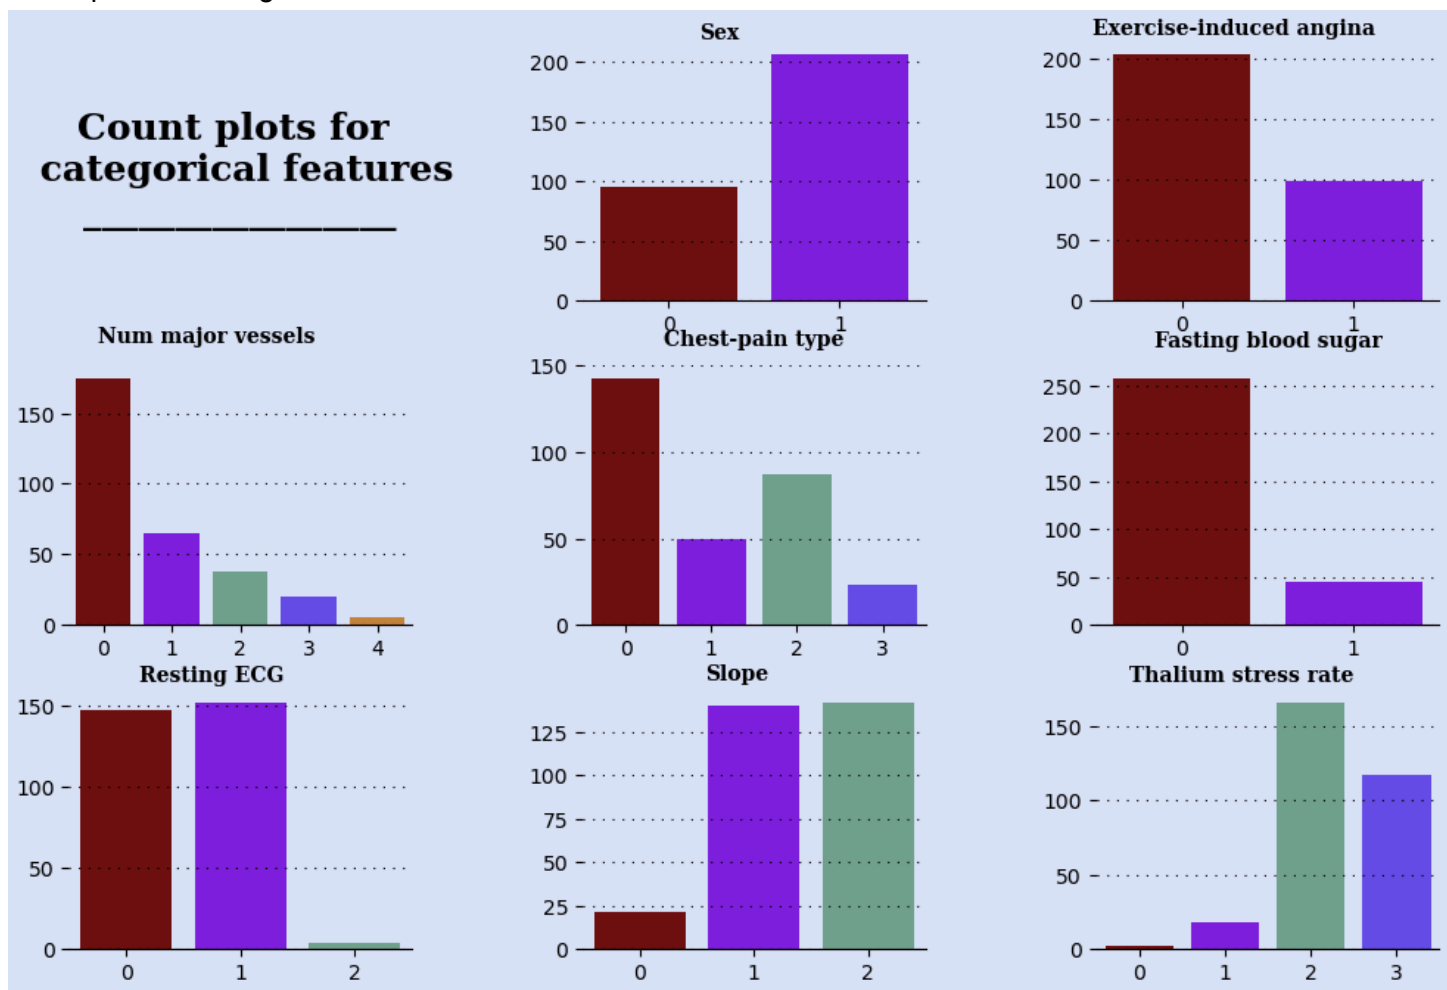 Count plots for
categorical features
Sex
200
150
100
50
0
0 1
Exercise-induced angina
200
150
100
50
0
0 1
Num major vessels
150
100
50
0
0 1 2 3 4
Chest-pain type
150
100
50
0
0 1 2 3
Fasting blood sugar
250
200
150
100
50
0
0 1
Resting ECG
150
100
50
0
0 1 2
Slope
125
100
75
50
25
0
0 1 2
Thalium stress rate
150
100
50
0
0 1 2 3